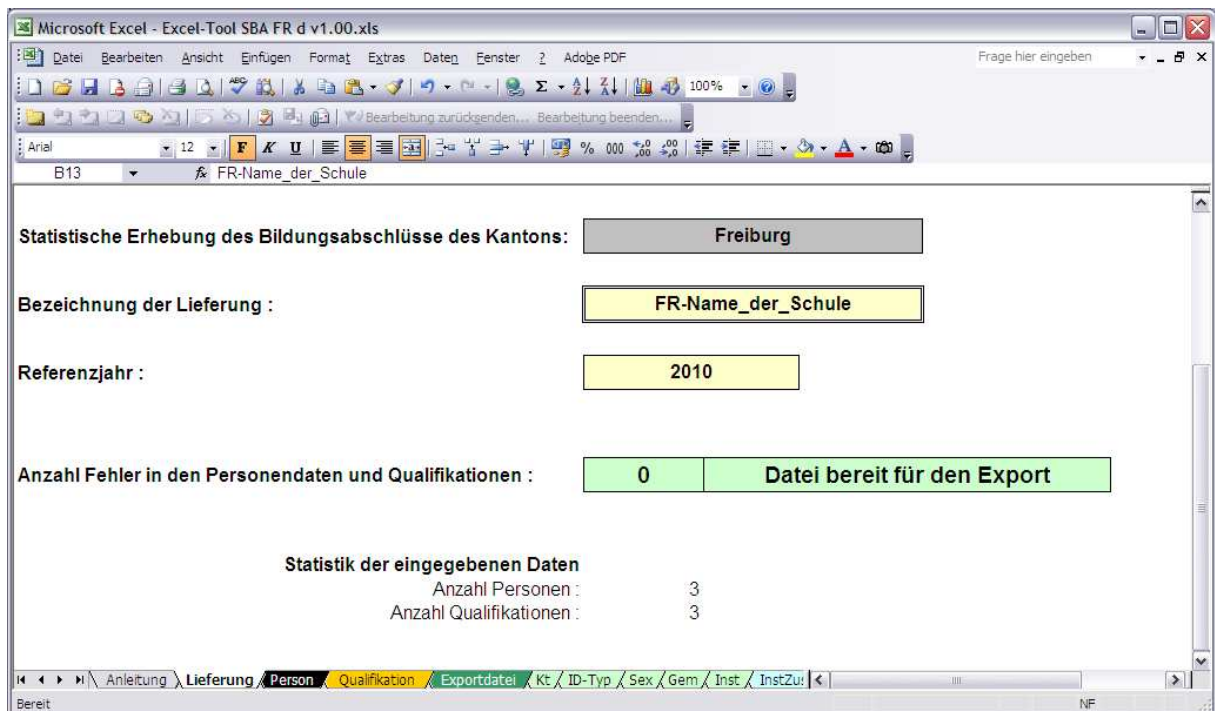 Microsoft Excel - Excel-Tool SBA FR d v1.00.xls
Datei Bearbeiten Ansicht Einfügen Format Extras Daten Fenster ? Adobe PDF Frage hier eingeben
100%
Bearbeitung zurücksenden... Bearbeitung beenden...
Arial 12 F K U % 000
B13 fx FR-Name_der_Schule
Statistische Erhebung des Bildungsabschlüsse des Kantons: Freiburg
Bezeichnung der Lieferung : FR-Name_der_Schule
Referenzjahr : 2010
Anzahl Fehler in den Personendaten und Qualifikationen : 0 Datei bereit für den Export
Statistik der eingegebenen Daten
Anzahl Personen : 3
Anzahl Qualifikationen : 3
Anleitung Lieferung Person Qualifikation Exportdatei Kt ID-Typ Sex Gem Inst
Bereit NF